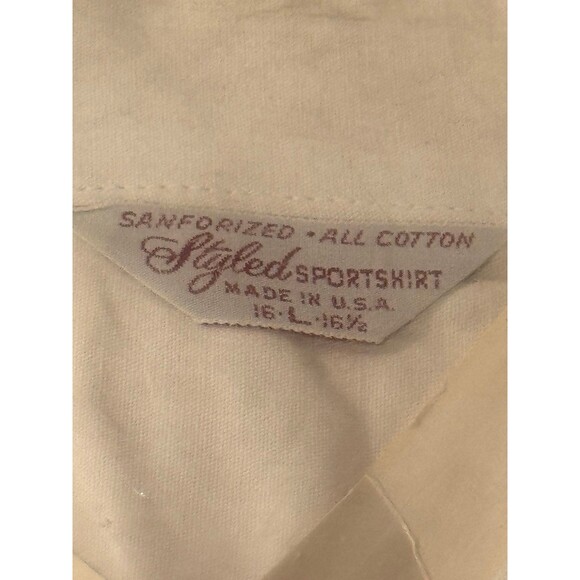 SANFORIZED • ALL COTTON
Styled SPORTSHIRT
MADE IN U.S.A.
16 • L • 16½